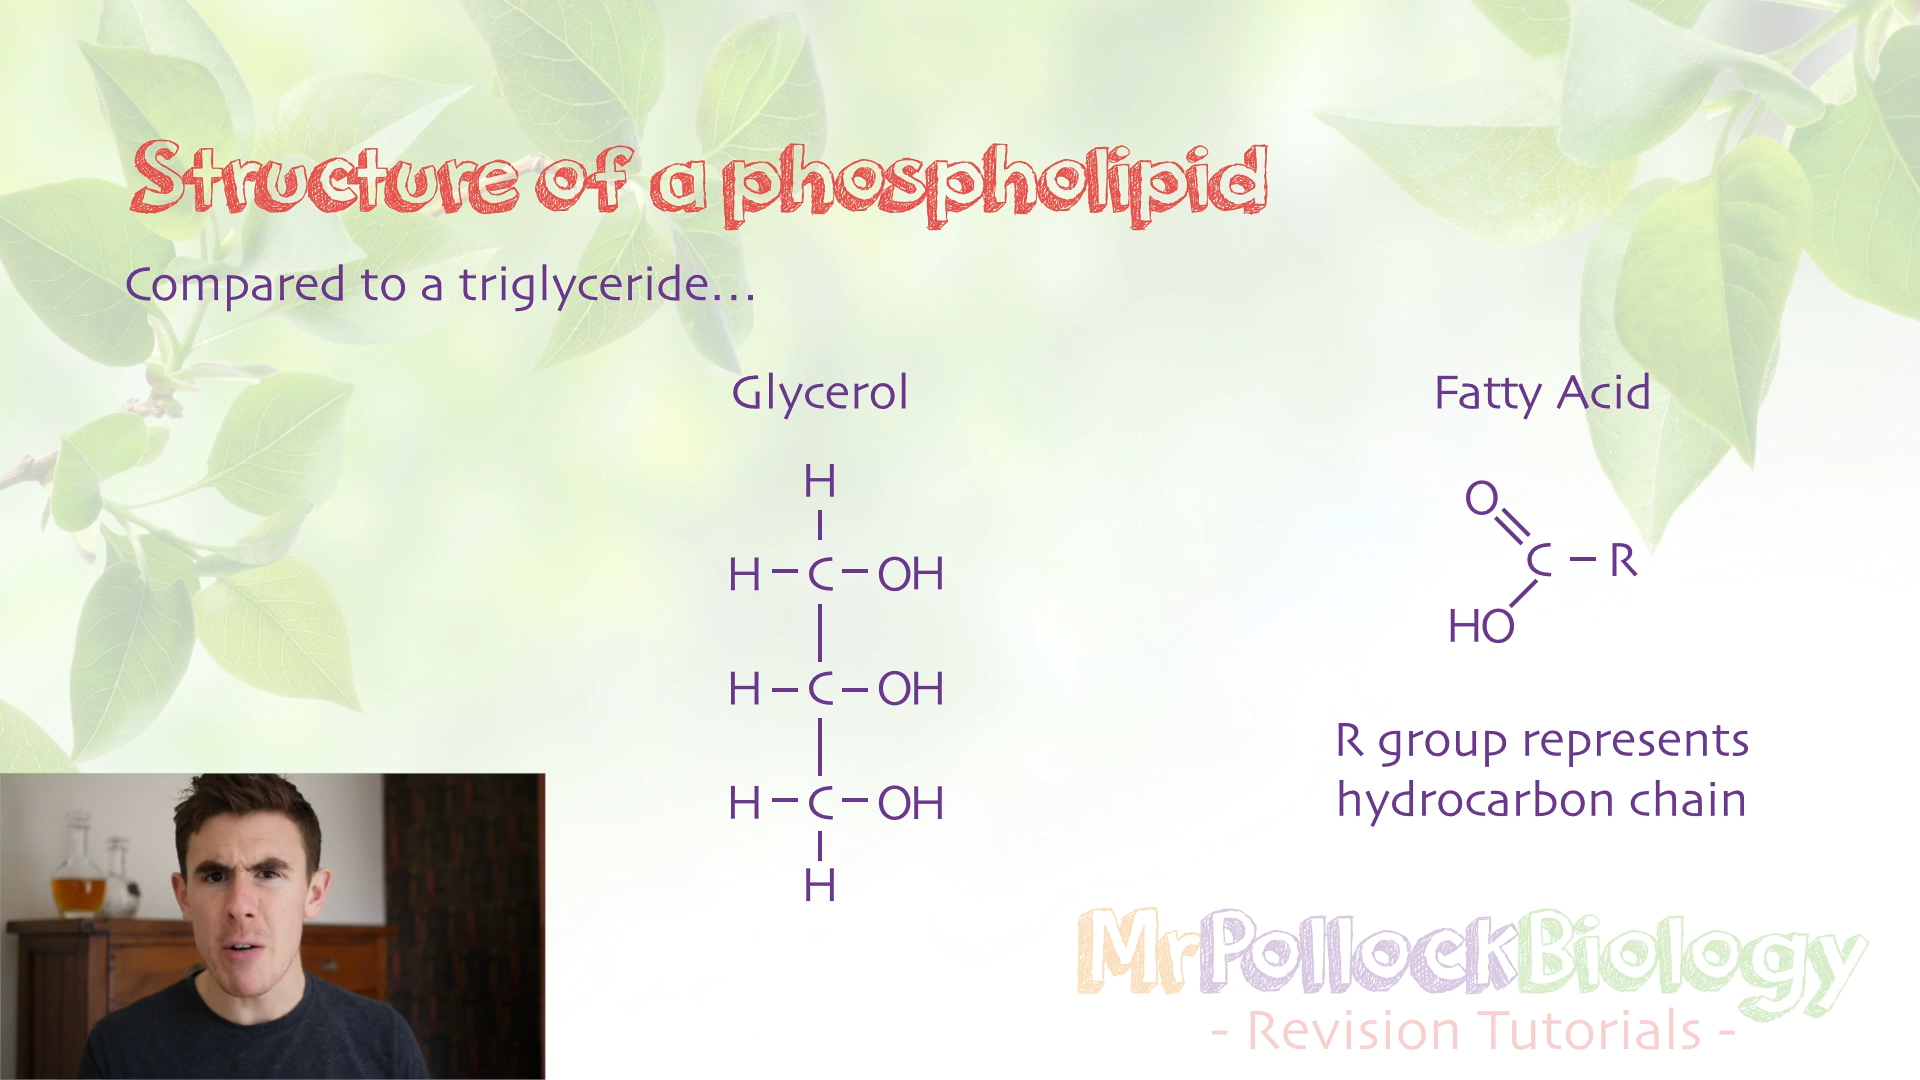 Structure of a phospholipid
Compared to a triglyceride...
Glycerol
H
H C OH
H C OH
H C OH
H
Fatty Acid
O
C R
HO
R group represents
hydrocarbon chain
MrPollockBiology
- Revision Tutorials -